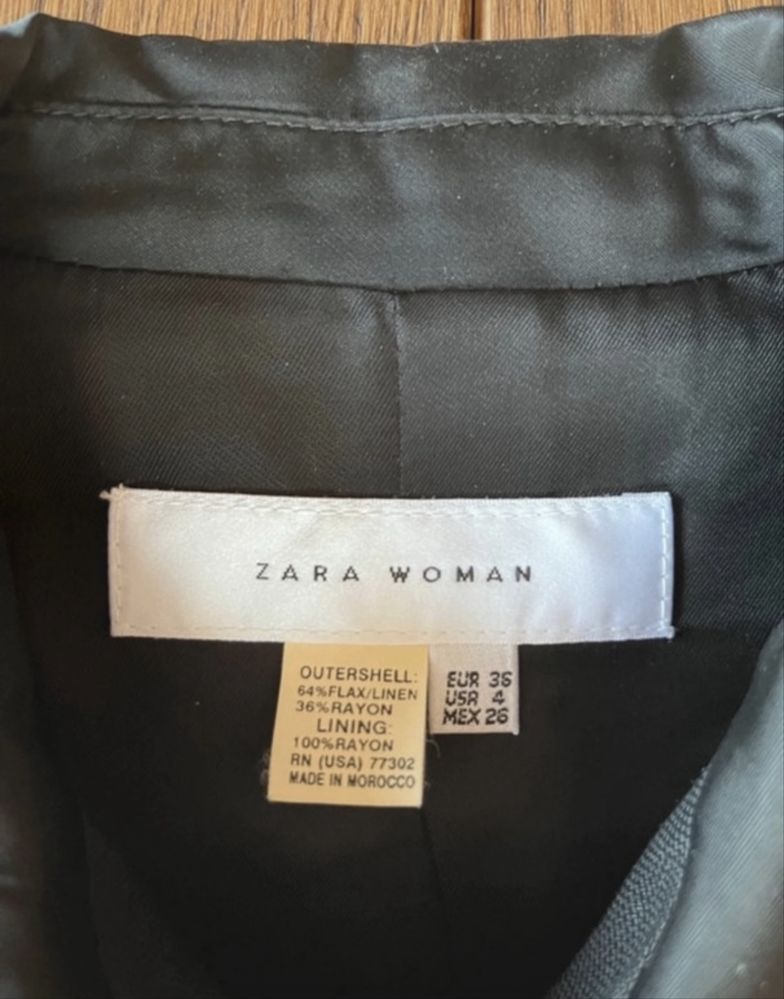 ZARA WOMAN
OUTERSHELL:
64%FLAX/LINEN
36%RAYON
LINING:
100%RAYON
RN (USA) 77302
MADE IN MOROCCO
EUR 36
USA 4
MEX 26